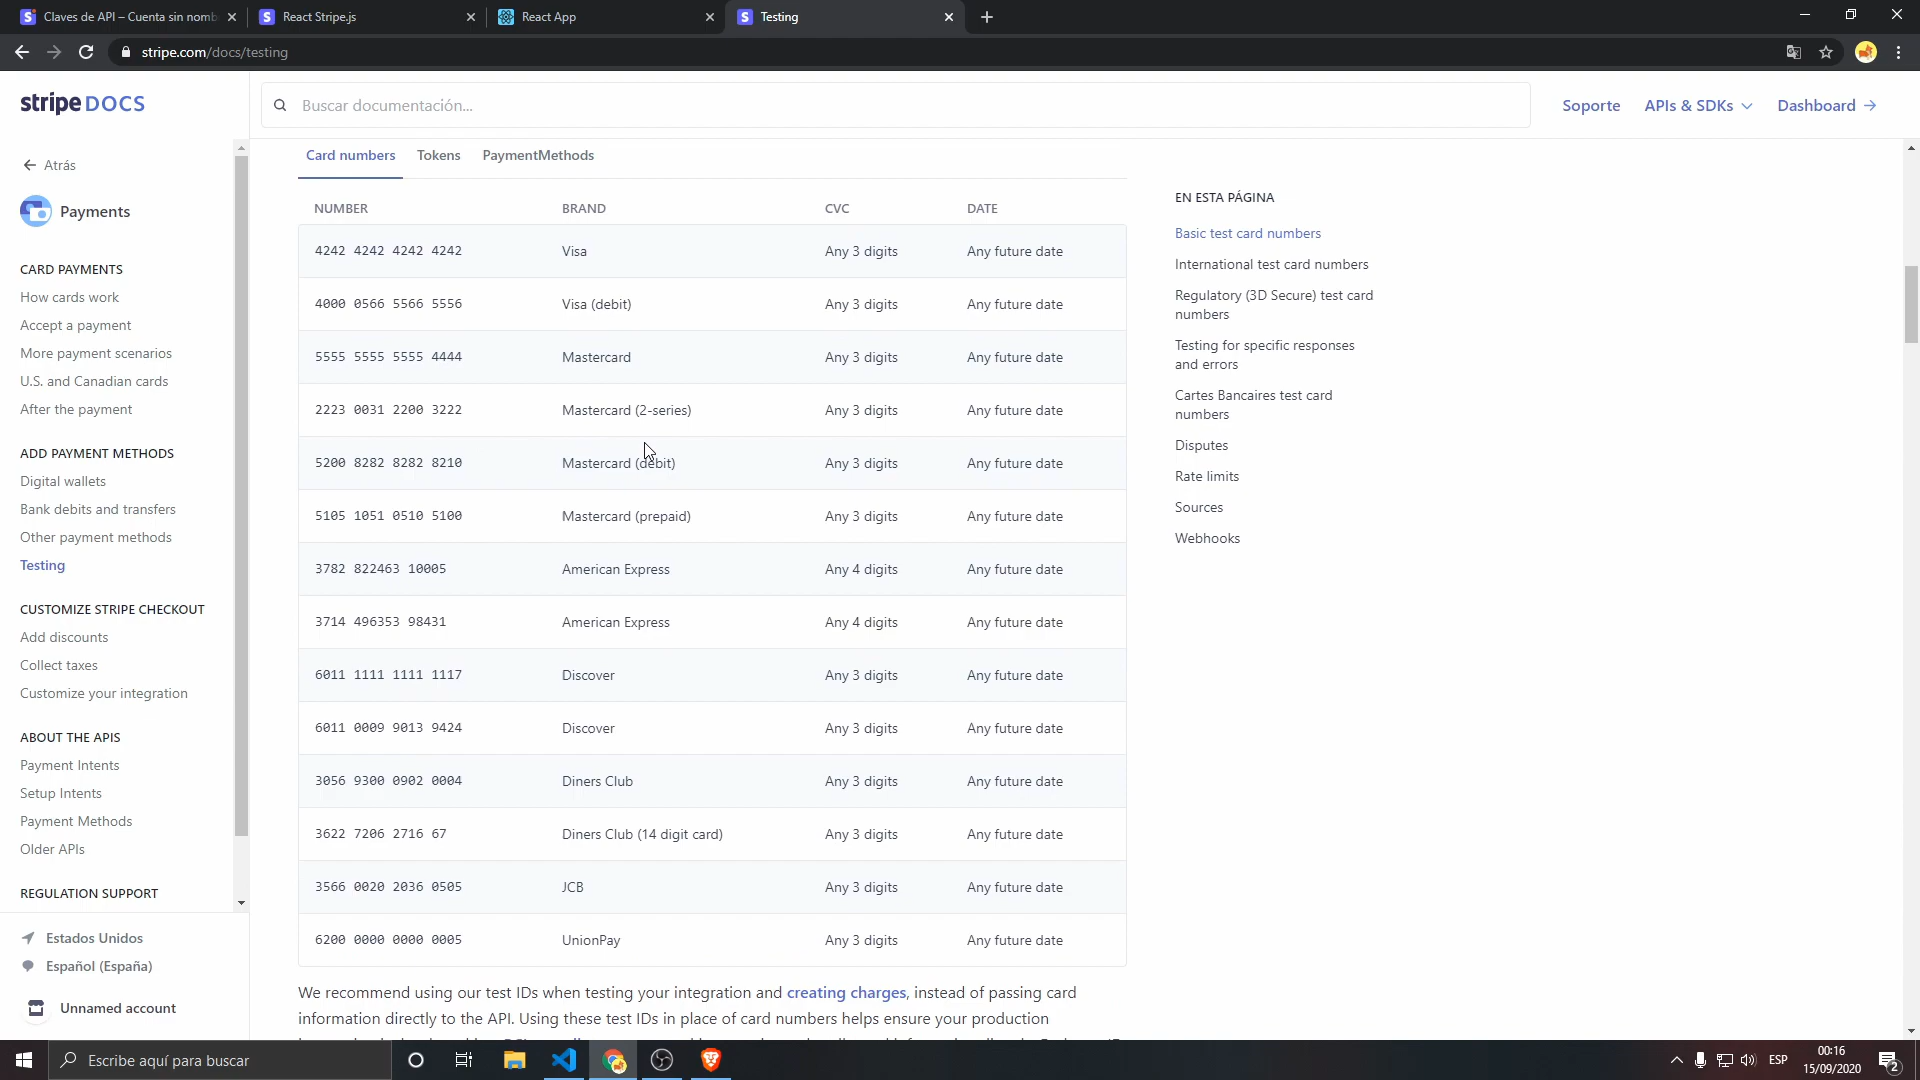 Claves de API – Cuenta sin nomb
React Stripe.js
React App
Testing
stripe.com/docs/testing
stripe DOCS
Buscar documentación...
Soporte
APIs & SDKs
Dashboard →
← Atrás
Payments
CARD PAYMENTS
How cards work
Accept a payment
More payment scenarios
U.S. and Canadian cards
After the payment
ADD PAYMENT METHODS
Digital wallets
Bank debits and transfers
Other payment methods
Testing
CUSTOMIZE STRIPE CHECKOUT
Add discounts
Collect taxes
Customize your integration
ABOUT THE APIS
Payment Intents
Setup Intents
Payment Methods
Older APIs
REGULATION SUPPORT
Estados Unidos
Español (España)
Unnamed account
Card numbers Tokens PaymentMethods
NUMBER BRAND CVC DATE
4242 4242 4242 4242 Visa Any 3 digits Any future date
4000 0566 5566 5556 Visa (debit) Any 3 digits Any future date
5555 5555 5555 4444 Mastercard Any 3 digits Any future date
2223 0031 2200 3222 Mastercard (2-series) Any 3 digits Any future date
5200 8282 8282 8210 Mastercard (debit) Any 3 digits Any future date
5105 1051 0510 5100 Mastercard (prepaid) Any 3 digits Any future date
3782 822463 10005 American Express Any 4 digits Any future date
3714 496353 98431 American Express Any 4 digits Any future date
6011 1111 1111 1117 Discover Any 3 digits Any future date
6011 0009 9013 9424 Discover Any 3 digits Any future date
3056 9300 0902 0004 Diners Club Any 3 digits Any future date
3622 7206 2716 67 Diners Club (14 digit card) Any 3 digits Any future date
3566 0020 2036 0505 JCB Any 3 digits Any future date
6200 0000 0000 0005 UnionPay Any 3 digits Any future date
We recommend using our test IDs when testing your integration and creating charges, instead of passing card
information directly to the API. Using these test IDs in place of card numbers helps ensure your production
EN ESTA PÁGINA
Basic test card numbers
International test card numbers
Regulatory (3D Secure) test card
numbers
Testing for specific responses
and errors
Cartes Bancaires test card
numbers
Disputes
Rate limits
Sources
Webhooks
Escribe aquí para buscar
ESP
00:16
15/09/2020
2